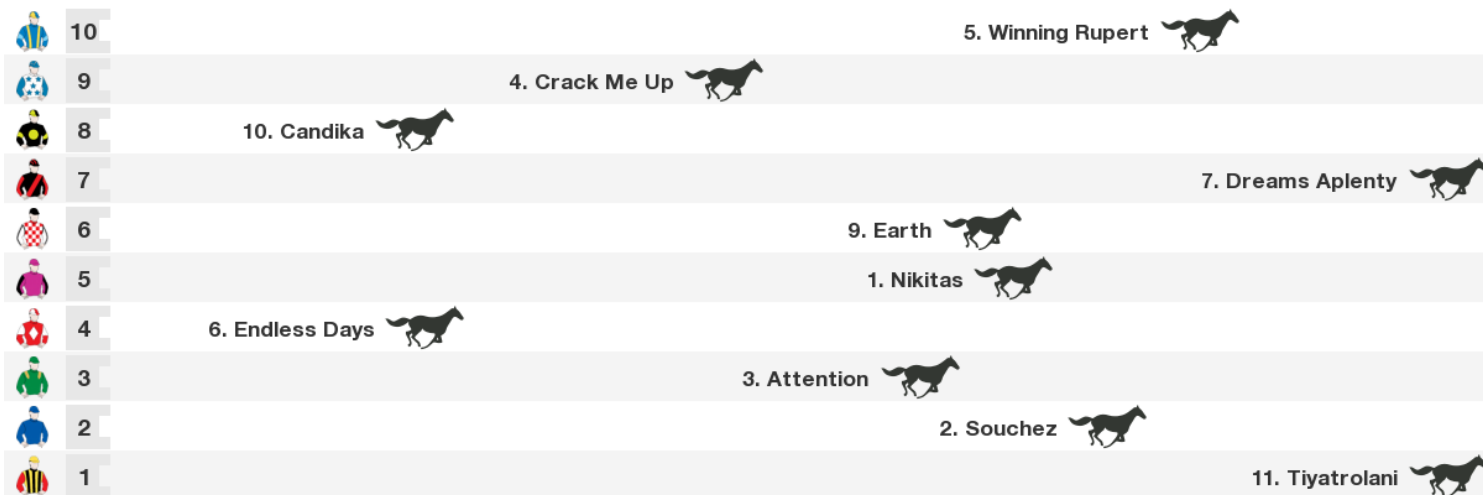 10 5. Winning Rupert
9 4. Crack Me Up
8 10. Candika
7 7. Dreams Aplenty
6 9. Earth
5 1. Nikitas
4 6. Endless Days
3 3. Attention
2 2. Souchez
1 11. Tiyatrolani